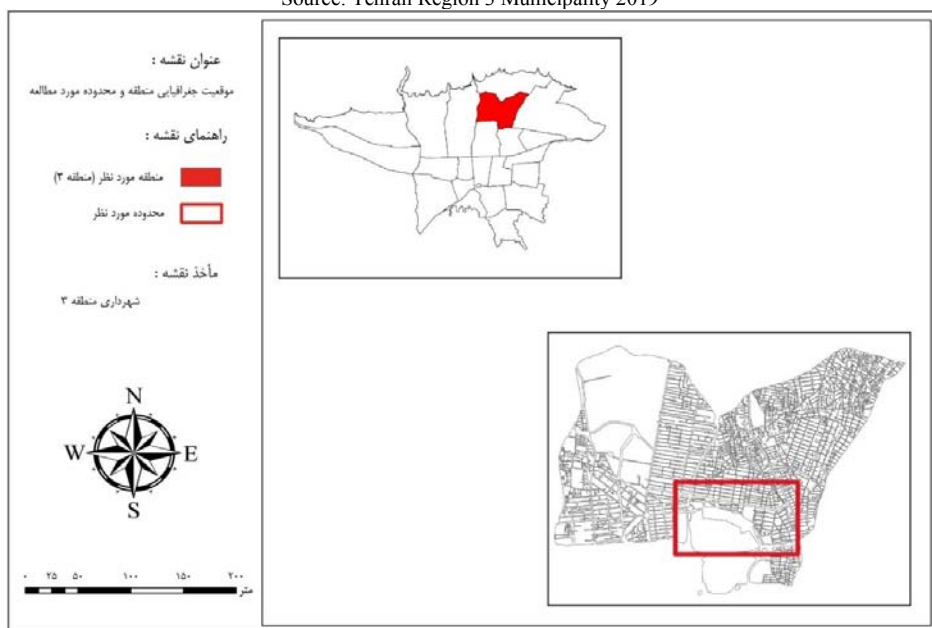 Source: Tehran Region 3 Municipality 2019
عنوان نقشه :
موقعیت جغرافیایی منطقه و محدوده مورد مطالعه
راهنمای نقشه :
منطقه مورد نظر (منطقه ۳)
محدوده مورد نظر
مأخذ نقشه :
شهرداری منطقه ۳
N
W E
S
۰ ۲۵ ۵۰ ۱۰۰ ۱۵۰ ۲۰۰
متر